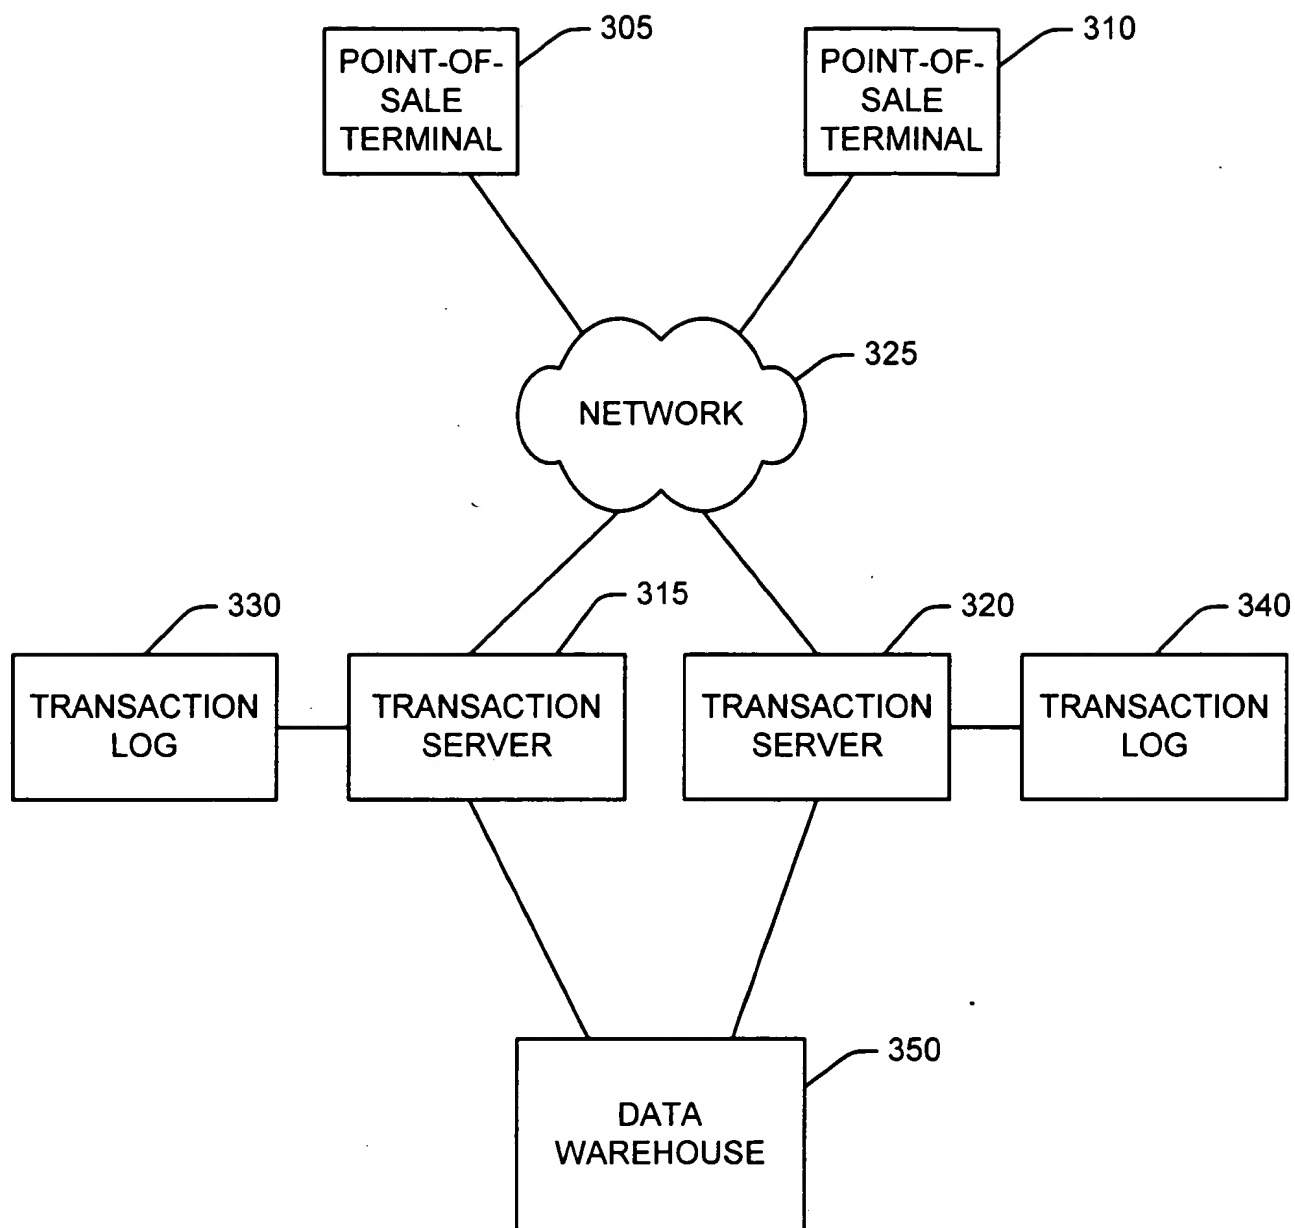 305
310
POINT-OF-
SALE
TERMINAL
POINT-OF-
SALE
TERMINAL
325
NETWORK
330
315
320
340
TRANSACTION
LOG
TRANSACTION
SERVER
TRANSACTION
SERVER
TRANSACTION
LOG
350
DATA
WAREHOUSE